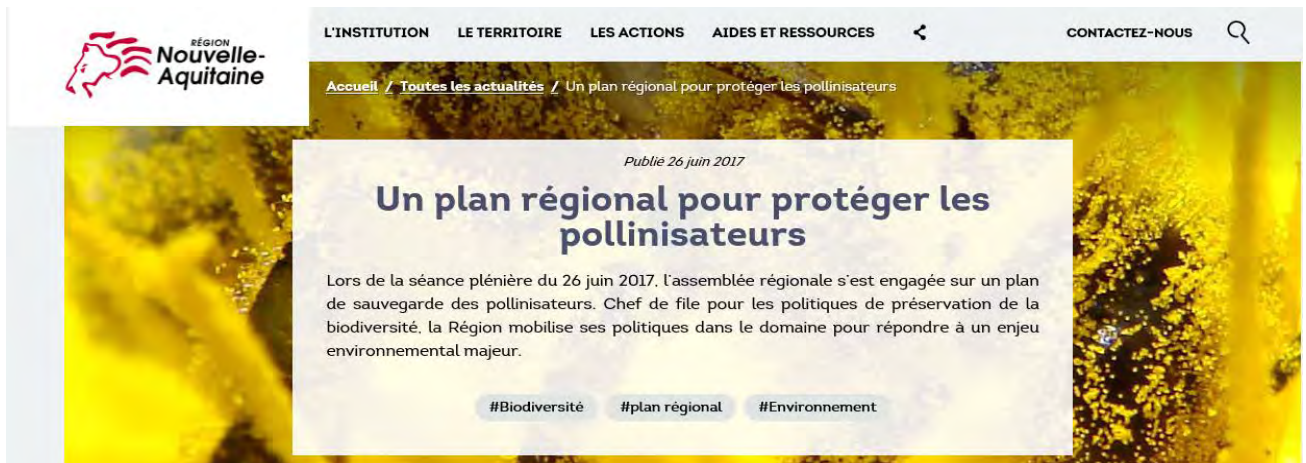 RÉGION
Nouvelle-
Aquitaine
L'INSTITUTION LE TERRITOIRE LES ACTIONS AIDES ET RESSOURCES CONTACTEZ-NOUS
Accueil / Toutes les actualités / Un plan régional pour protéger les pollinisateurs
Publié 26 juin 2017
Un plan régional pour protéger les
pollinisateurs
Lors de la séance plénière du 26 juin 2017, l'assemblée régionale s'est engagée sur un plan
de sauvegarde des pollinisateurs. Chef de file pour les politiques de préservation de la
biodiversité, la Région mobilise ses politiques dans le domaine pour répondre à un enjeu
environnemental majeur.
#Biodiversité #plan régional #Environnement